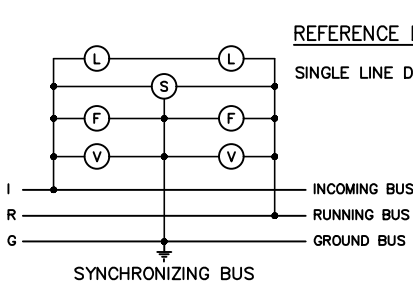 REFERENCE
SINGLE LINE D
L L
S
F F
V V
I INCOMING BUS
R RUNNING BUS
G GROUND BUS
SYNCHRONIZING BUS